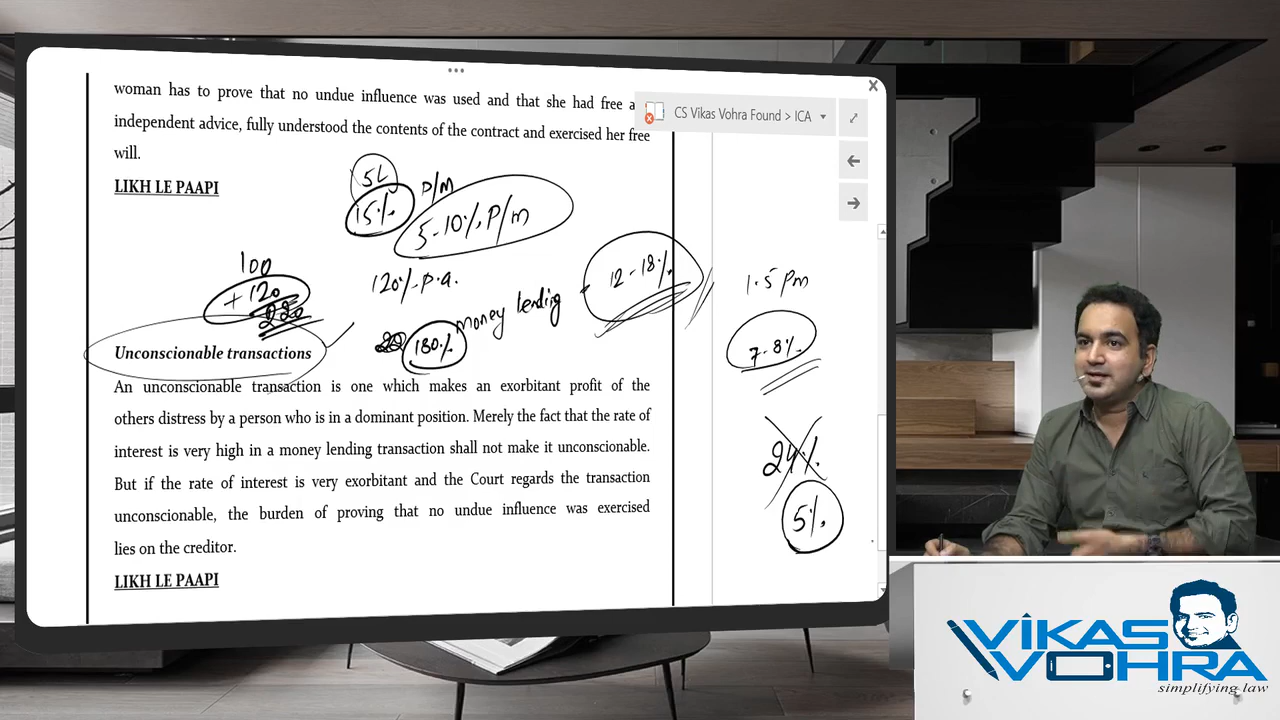 woman has to prove that no undue influence was used and that she had free a
CS Vikas Vohra Found > ICA
independent advice, fully understood the contents of the contract and exercised her free
will.
LIKH LE PAAPI
5L
15% P/m
5-10% P/m
100
+ 120
220
120% p.a.
180%
money lending
12-18%
1.5 pm
7-8%
24%
5%
Unconscionable transactions
An unconscionable transaction is one which makes an exorbitant profit of the
others distress by a person who is in a dominant position. Merely the fact that the rate of
interest is very high in a money lending transaction shall not make it unconscionable.
But if the rate of interest is very exorbitant and the Court regards the transaction
unconscionable, the burden of proving that no undue influence was exercised
lies on the creditor.
LIKH LE PAAPI
VIKAS
VOHRA
simplifying law